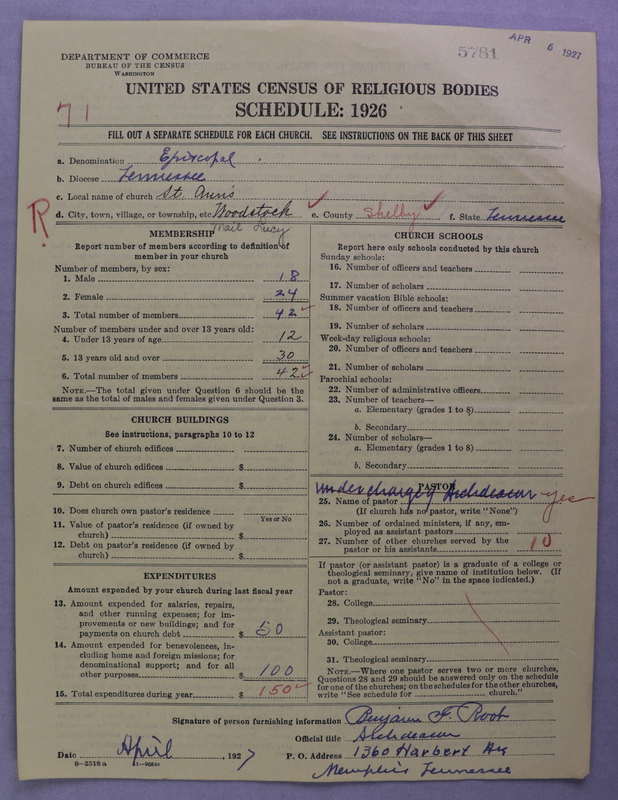 DEPARTMENT OF COMMERCE
BUREAU OF THE CENSUS
WASHINGTON
5781
APR 6 1927
UNITED STATES CENSUS OF RELIGIOUS BODIES
SCHEDULE: 1926
71
FILL OUT A SEPARATE SCHEDULE FOR EACH CHURCH. SEE INSTRUCTIONS ON THE BACK OF THIS SHEET
a. Denomination Episcopal
b. Diocese Tennessee
c. Local name of church St. Ann's
d. City, town, village, or township, etc. Woodstock e. County Shelby f. State Tennessee
R
Mail Lucy
MEMBERSHIP
Report number of members according to definition of member in your church
Number of members, by sex:
1. Male 18
2. Female 24
3. Total number of members 42
Number of members under and over 13 years old:
4. Under 13 years of age 12
5. 13 years old and over 30
6. Total number of members 42
NOTE.—The total given under Question 6 should be the same as the total of males and females given under Question 3.
CHURCH BUILDINGS
See instructions, paragraphs 10 to 12
7. Number of church edifices
8. Value of church edifices $
9. Debt on church edifices $
10. Does church own pastor's residence
Yes or No
11. Value of pastor's residence (if owned by church) $
12. Debt on pastor's residence (if owned by church) $
EXPENDITURES
Amount expended by your church during last fiscal year
13. Amount expended for salaries, repairs, and other running expenses; for improvements or new buildings; and for payments on church debt $ 50
14. Amount expended for benevolences, including home and foreign missions; for denominational support; and for all other purposes $ 100
15. Total expenditures during year $ 150
CHURCH SCHOOLS
Report here only schools conducted by this church
Sunday schools:
16. Number of officers and teachers
17. Number of scholars
Summer vacation Bible schools:
18. Number of officers and teachers
19. Number of scholars
Week-day religious schools:
20. Number of officers and teachers
21. Number of scholars
Parochial schools:
22. Number of administrative officers
23. Number of teachers—
a. Elementary (grades 1 to 8)
b. Secondary
24. Number of scholars—
a. Elementary (grades 1 to 8)
b. Secondary
PASTOR
Under charge of Archdeacon yes
25. Name of pastor
(If church has no pastor, write "None")
26. Number of ordained ministers, if any, employed as assistant pastors
27. Number of other churches served by the pastor or his assistants 10
If pastor (or assistant pastor) is a graduate of a college or theological seminary, give name of institution below. (If not a graduate, write "No" in the space indicated.)
Pastor:
28. College
29. Theological seminary
Assistant pastor:
30. College
31. Theological seminary
NOTE.—Where one pastor serves two or more churches, Questions 28 and 29 should be answered only on the schedule for one of the churches; on the schedules for the other churches, write "See schedule for church."
Signature of person furnishing information Benjamin F. Root
Official title Archdeacon
Date April, 1927 P. O. Address 1360 Harbert Av
8—5518 a
Memphis Tennessee